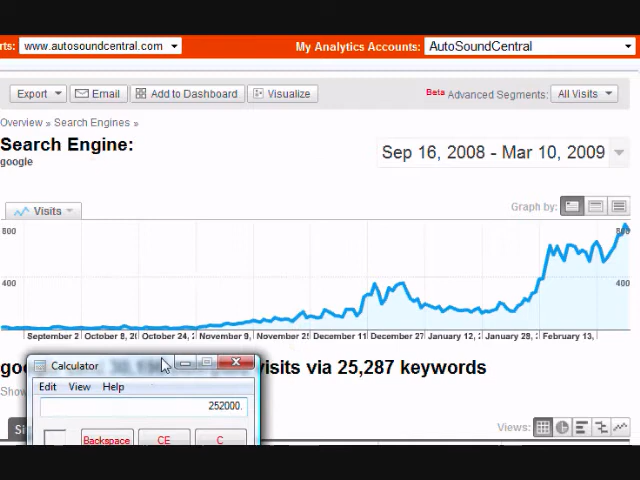 rts: www.autosoundcentral.com My Analytics Accounts: AutoSoundCentral
Export Email Add to Dashboard Visualize Beta Advanced Segments: All Visits
Overview » Search Engines »
Search Engine:
google
Sep 16, 2008 - Mar 10, 2009
Visits Graph by:
800 800
400 400
September 2 October 8, 20 October 24, November 9, November 25, December 11, December 27 January 12, January 28, February 13,
visits via 25,287 keywords
Calculator
Edit View Help
Views:
252000.
Backspace CE C